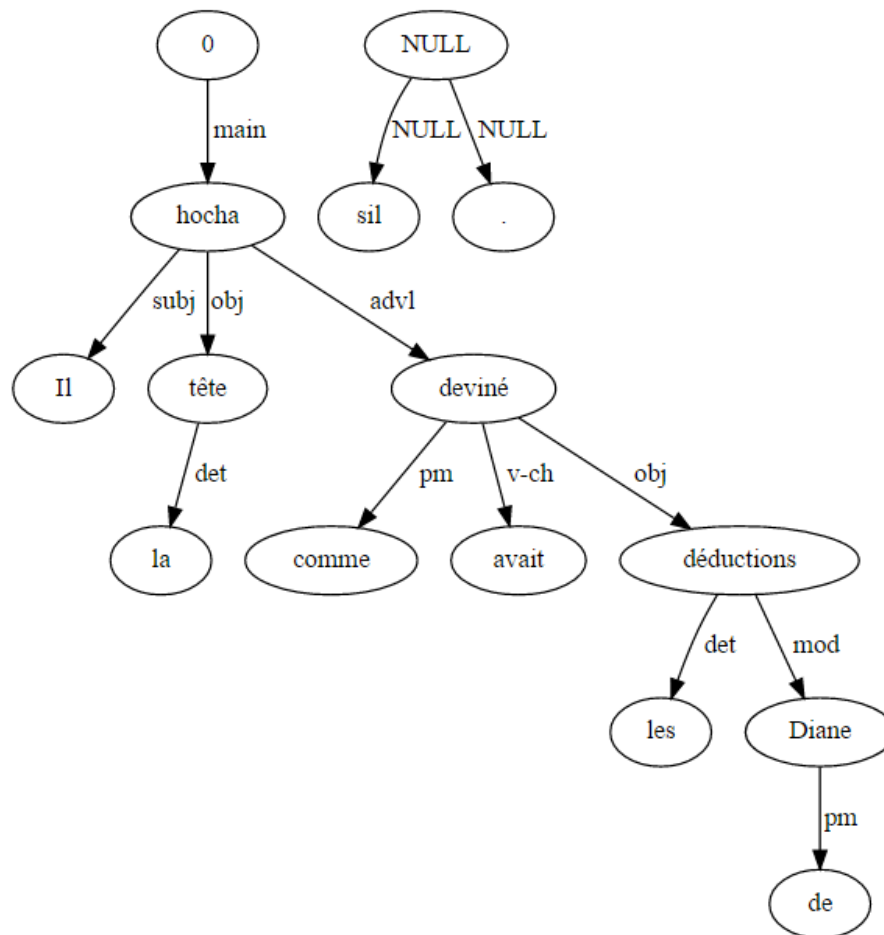 0 NULL
main NULL NULL
hocha sil .
subj obj advl
Il tête deviné
det pm v-ch obj
la comme avait déductions
det mod
les Diane
pm
de